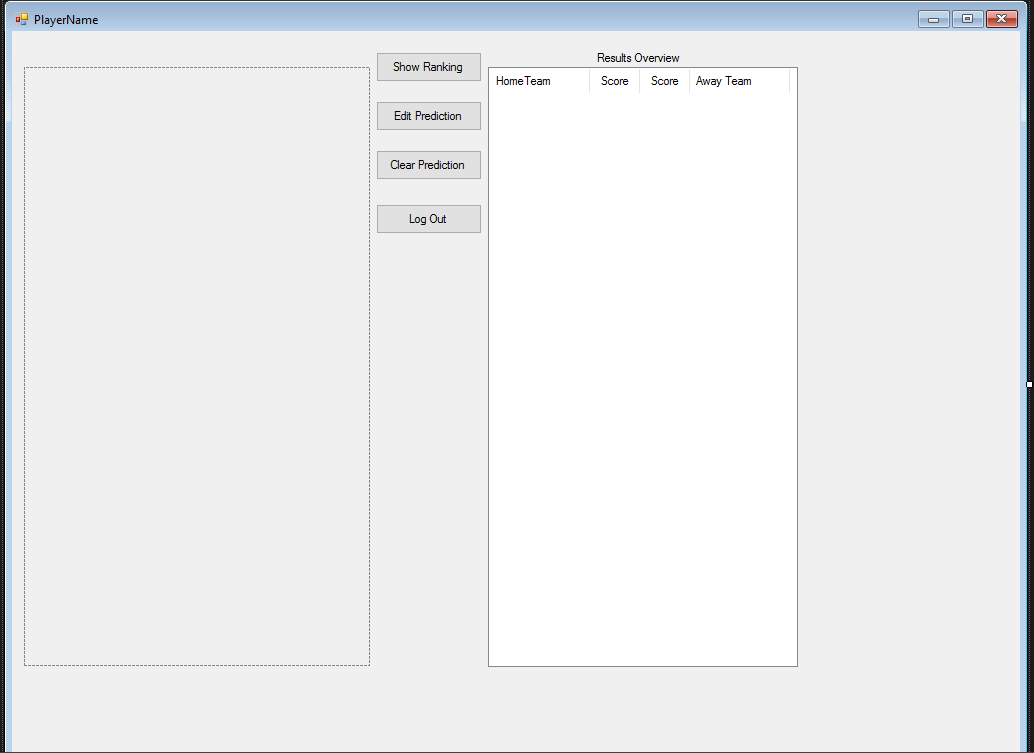 PlayerName
Show Ranking
Edit Prediction
Clear Prediction
Log Out
Results Overview
HomeTeam Score Score Away Team